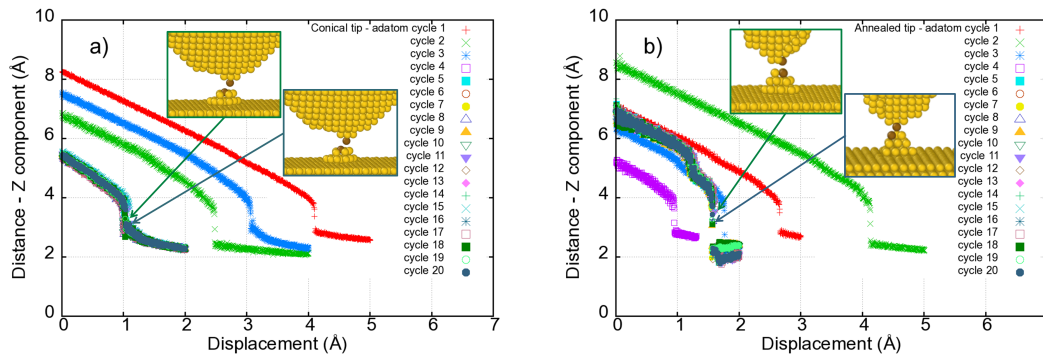 a)
Conical tip - adatom cycle 1
cycle 2
cycle 3
cycle 4
cycle 5
cycle 6
cycle 7
cycle 8
cycle 9
cycle 10
cycle 11
cycle 12
cycle 13
cycle 14
cycle 15
cycle 16
cycle 17
cycle 18
cycle 19
cycle 20
Distance - Z component (Å)
10
8
6
4
2
0
0 1 2 3 4 5 6 7
Displacement (Å)
b)
Annealed tip - adatom cycle 1
cycle 2
cycle 3
cycle 4
cycle 5
cycle 6
cycle 7
cycle 8
cycle 9
cycle 10
cycle 11
cycle 12
cycle 13
cycle 14
cycle 15
cycle 16
cycle 17
cycle 18
cycle 19
cycle 20
Distance - Z component (Å)
10
8
6
4
2
0
0 1 2 3 4 5 6
Displacement (Å)